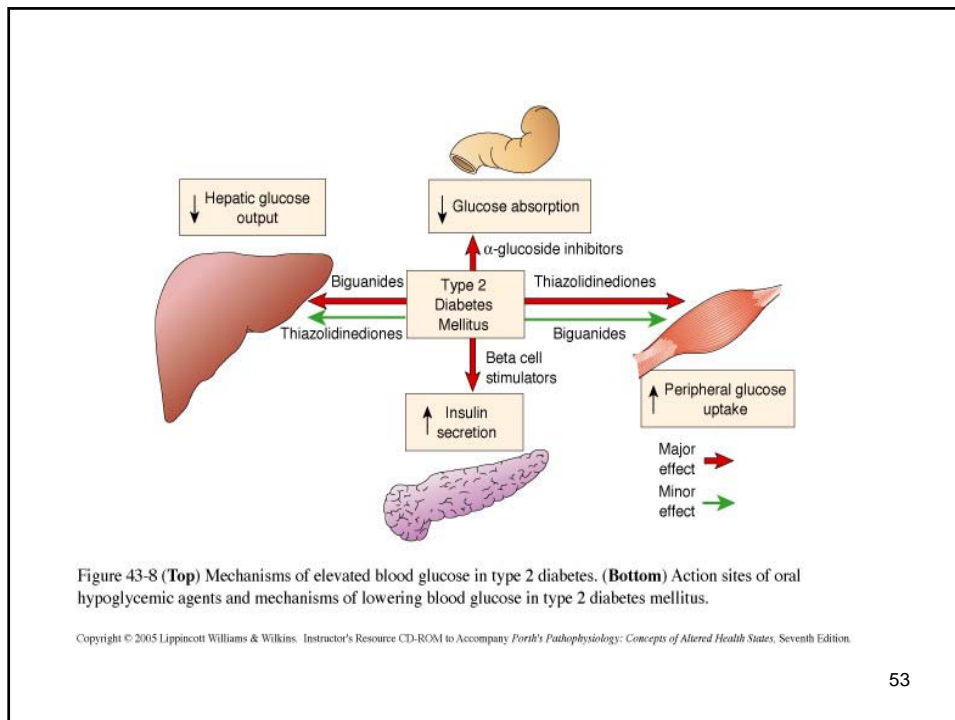 ↓ Hepatic glucose
output
↓ Glucose absorption
α-glucoside inhibitors
Biguanides
Thiazolidinediones
Type 2
Diabetes
Mellitus
Thiazolidinediones
Biguanides
Beta cell
stimulators
↑ Insulin
secretion
↑ Peripheral glucose
uptake
Major
effect
Minor
effect
Figure 43-8 (Top) Mechanisms of elevated blood glucose in type 2 diabetes. (Bottom) Action sites of oral
hypoglycemic agents and mechanisms of lowering blood glucose in type 2 diabetes mellitus.
Copyright © 2005 Lippincott Williams & Wilkins. Instructor's Resource CD-ROM to Accompany Porth's Pathophysiology: Concepts of Altered Health States, Seventh Edition.
53